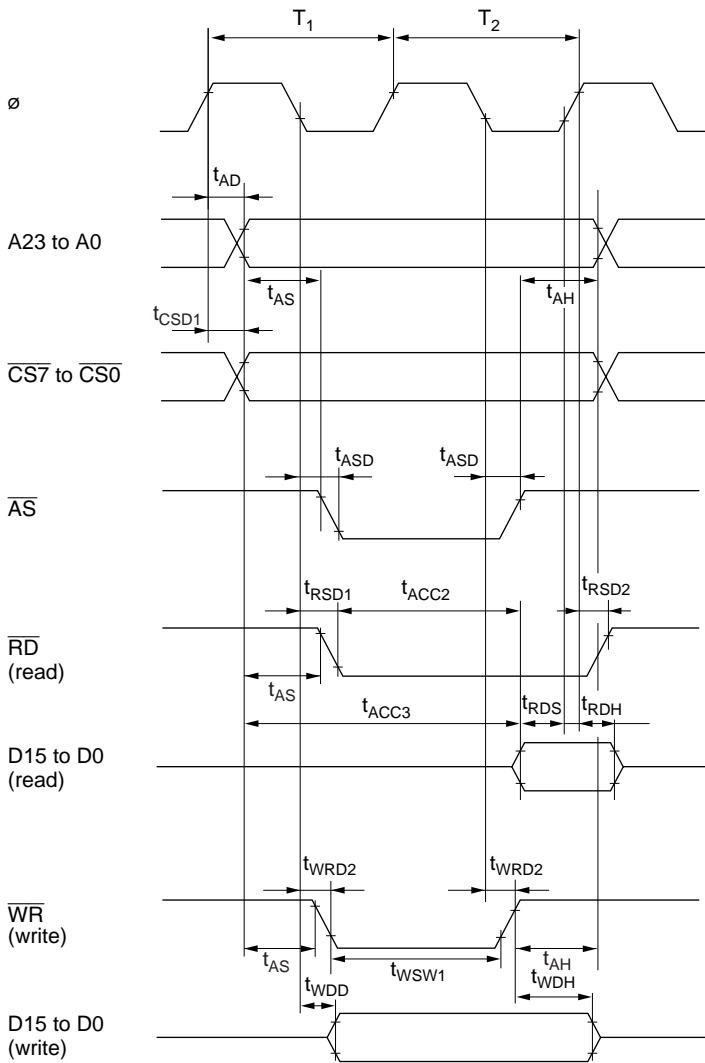 T1 T2
ø
tAD
A23 to A0
tAS tAH
tCSD1
CS7 to CS0
tASD tASD
AS
tRSD1 tACC2 tRSD2
RD
(read)
tAS
tACC3 tRDS tRDH
D15 to D0
(read)
tWRD2 tWRD2
WR
(write)
tAS tWSW1 tAH
tWDD tWDH
D15 to D0
(write)